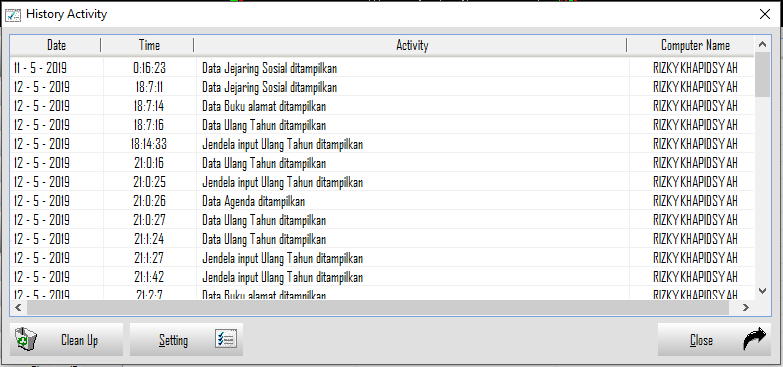 History Activity
Date Time Activity Computer Name
11 - 5 - 2019 0:16:23 Data Jejaring Sosial ditampilkan RIZKYKHAPIDSYAH
12 - 5 - 2019 18:7:11 Data Jejaring Sosial ditampilkan RIZKYKHAPIDSYAH
12 - 5 - 2019 18:7:14 Data Buku alamat ditampilkan RIZKYKHAPIDSYAH
12 - 5 - 2019 18:7:16 Data Ulang Tahun ditampilkan RIZKYKHAPIDSYAH
12 - 5 - 2019 18:14:33 Jendela input Ulang Tahun ditampilkan RIZKYKHAPIDSYAH
12 - 5 - 2019 21:0:16 Data Ulang Tahun ditampilkan RIZKYKHAPIDSYAH
12 - 5 - 2019 21:0:25 Jendela input Ulang Tahun ditampilkan RIZKYKHAPIDSYAH
12 - 5 - 2019 21:0:26 Data Agenda ditampilkan RIZKYKHAPIDSYAH
12 - 5 - 2019 21:0:27 Data Ulang Tahun ditampilkan RIZKYKHAPIDSYAH
12 - 5 - 2019 21:1:24 Data Ulang Tahun ditampilkan RIZKYKHAPIDSYAH
12 - 5 - 2019 21:1:27 Jendela input Ulang Tahun ditampilkan RIZKYKHAPIDSYAH
12 - 5 - 2019 21:1:42 Jendela input Ulang Tahun ditampilkan RIZKYKHAPIDSYAH
12 - 5 - 2019 21:2:7 Data Buku alamat ditampilkan RIZKYKHAPIDSYAH
Clean Up Setting Close